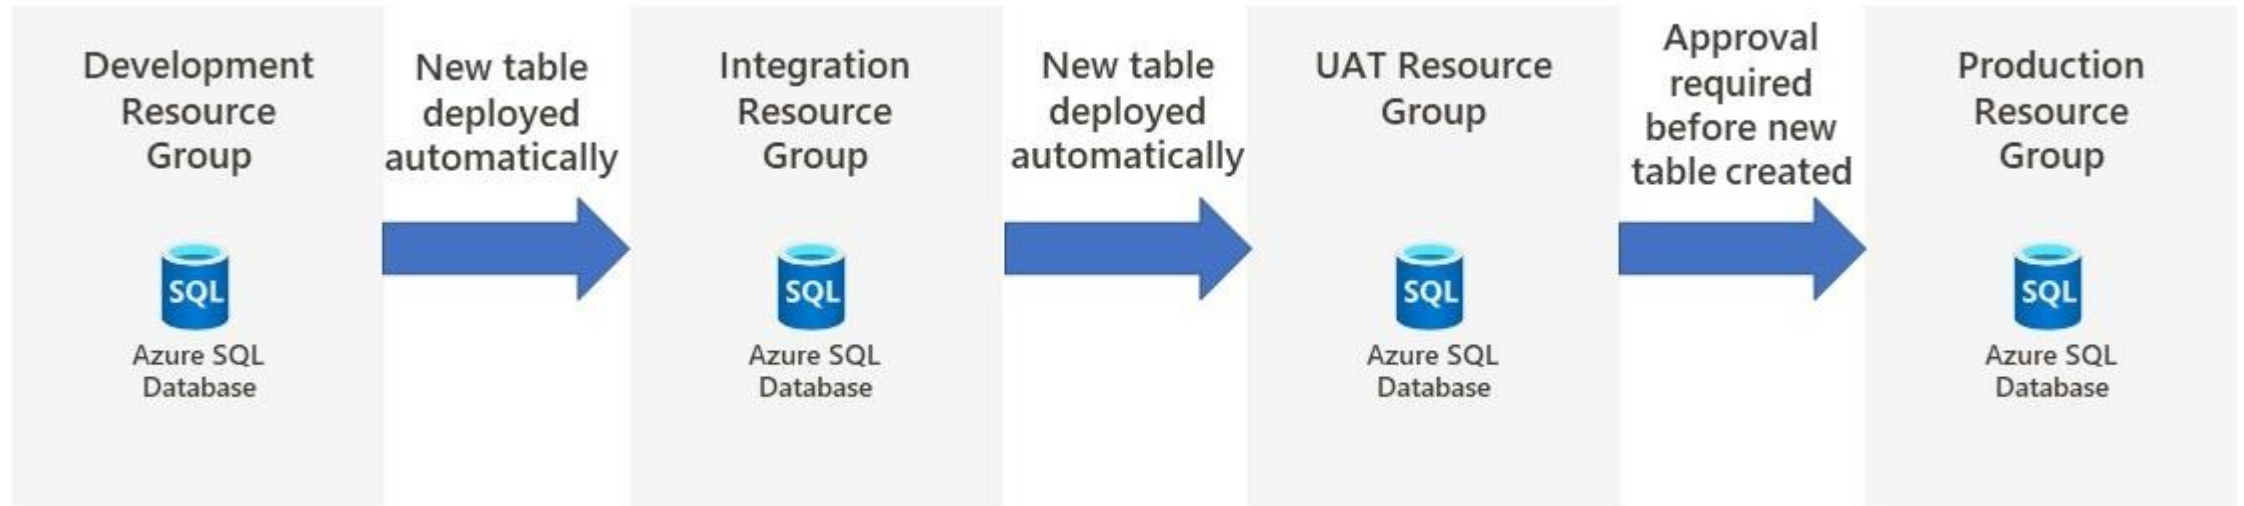 Development
Resource
Group
SQL
Azure SQL
Database
New table
deployed
automatically
Integration
Resource
Group
SQL
Azure SQL
Database
New table
deployed
automatically
UAT Resource
Group
SQL
Azure SQL
Database
Approval
required
before new
table created
Production
Resource
Group
SQL
Azure SQL
Database